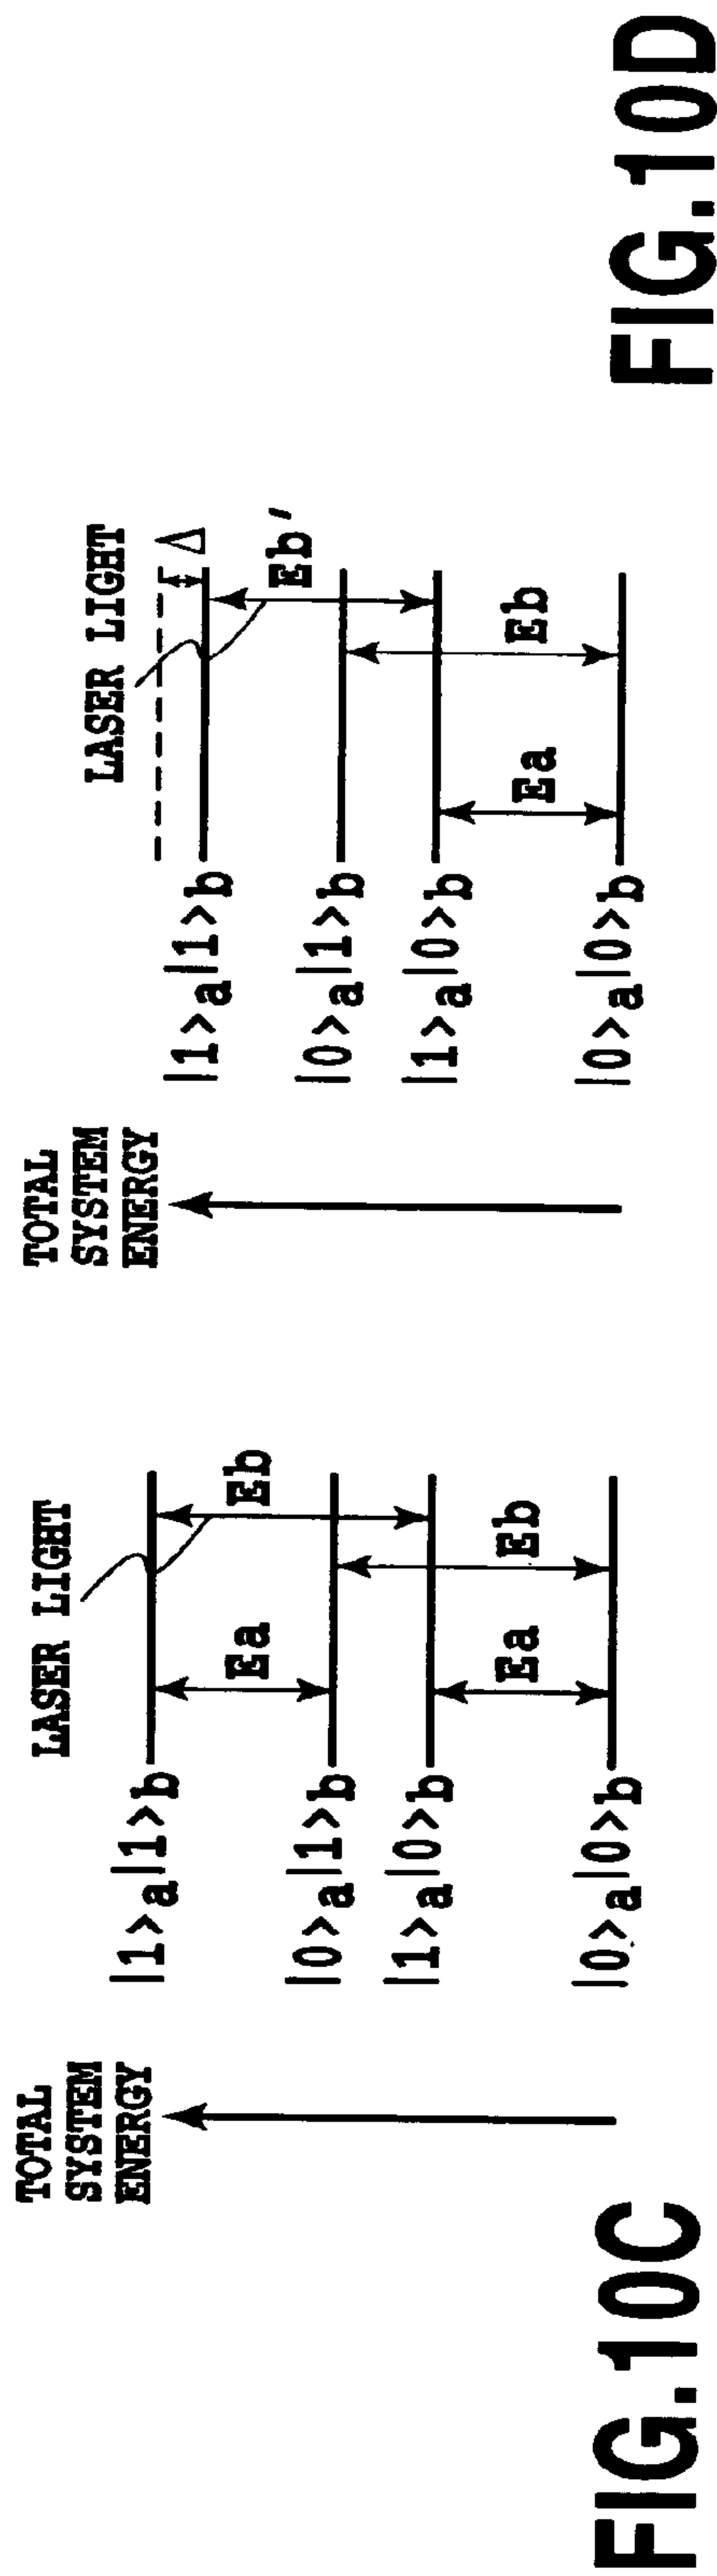 TOTAL
SYSTEM
ENERGY
LASER LIGHT
|1>a|1>b
|0>a|1>b
|1>a|0>b
|0>a|0>b
Ea
Eb
Ea
Eb
FIG.10C
TOTAL
SYSTEM
ENERGY
LASER LIGHT
Δ
|1>a|1>b
|0>a|1>b
|1>a|0>b
|0>a|0>b
Eb′
Ea
Eb
FIG.10D